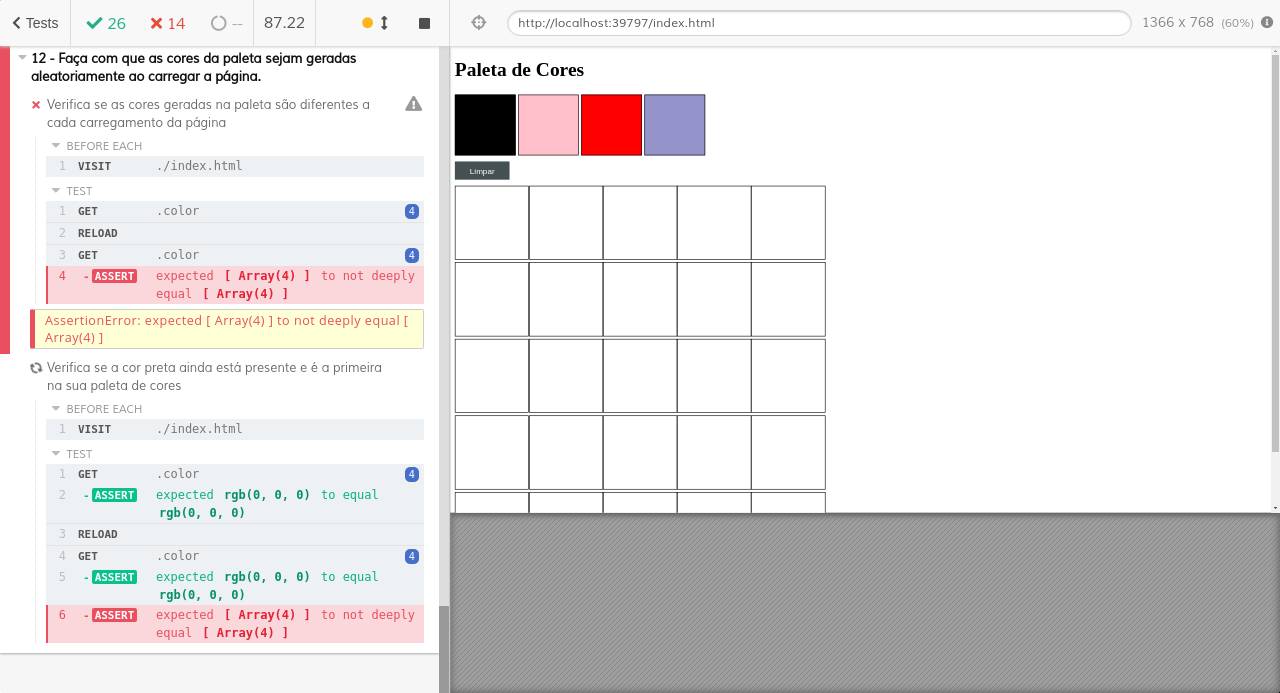 Tests
26
14
--
87.22
http://localhost:39797/index.html
1366 x 768 (60%)
12 - Faça com que as cores da paleta sejam geradas
aleatoriamente ao carregar a página.
Verifica se as cores geradas na paleta são diferentes a
cada carregamento da página
BEFORE EACH
1 VISIT ./index.html
TEST
1 GET .color 4
2 RELOAD
3 GET .color 4
4 -ASSERT expected [ Array(4) ] to not deeply
equal [ Array(4) ]
AssertionError: expected [ Array(4) ] to not deeply equal [
Array(4) ]
Verifica se a cor preta ainda está presente e é a primeira
na sua paleta de cores
BEFORE EACH
1 VISIT ./index.html
TEST
1 GET .color 4
2 -ASSERT expected rgb(0, 0, 0) to equal
rgb(0, 0, 0)
3 RELOAD
4 GET .color 4
5 -ASSERT expected rgb(0, 0, 0) to equal
rgb(0, 0, 0)
6 -ASSERT expected [ Array(4) ] to not deeply
equal [ Array(4) ]
Paleta de Cores
Limpar